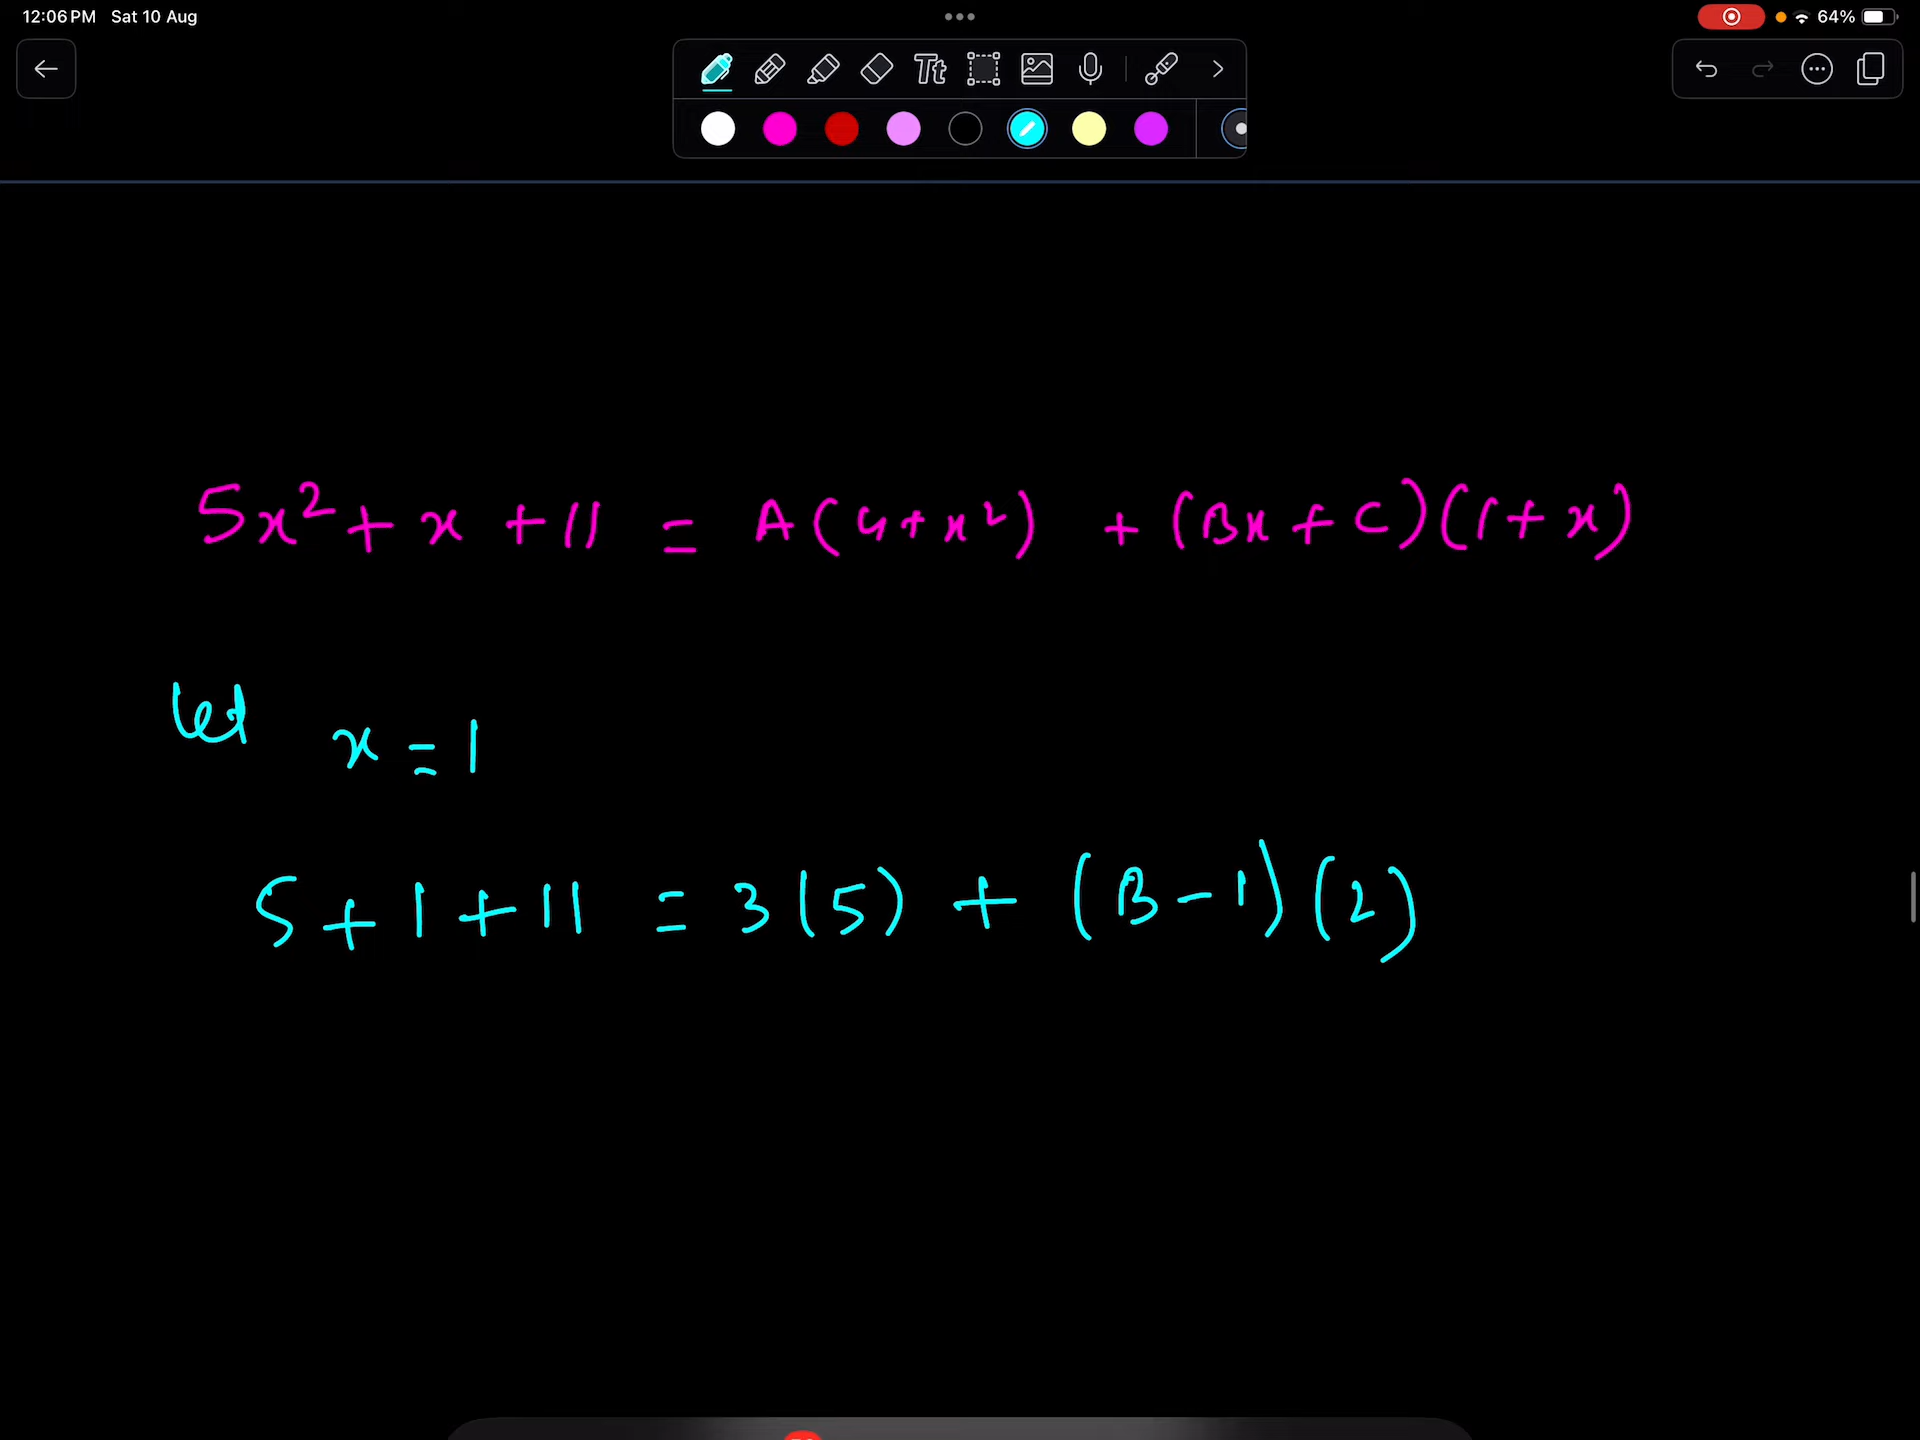 12:06 PM Sat 10 Aug
64%
Tt
5x² + x + 11 = A(4+x²) + (Bx + C)(1+x)
let x = 1
5 + 1 + 11 = 3(5) + (B-1)(2)